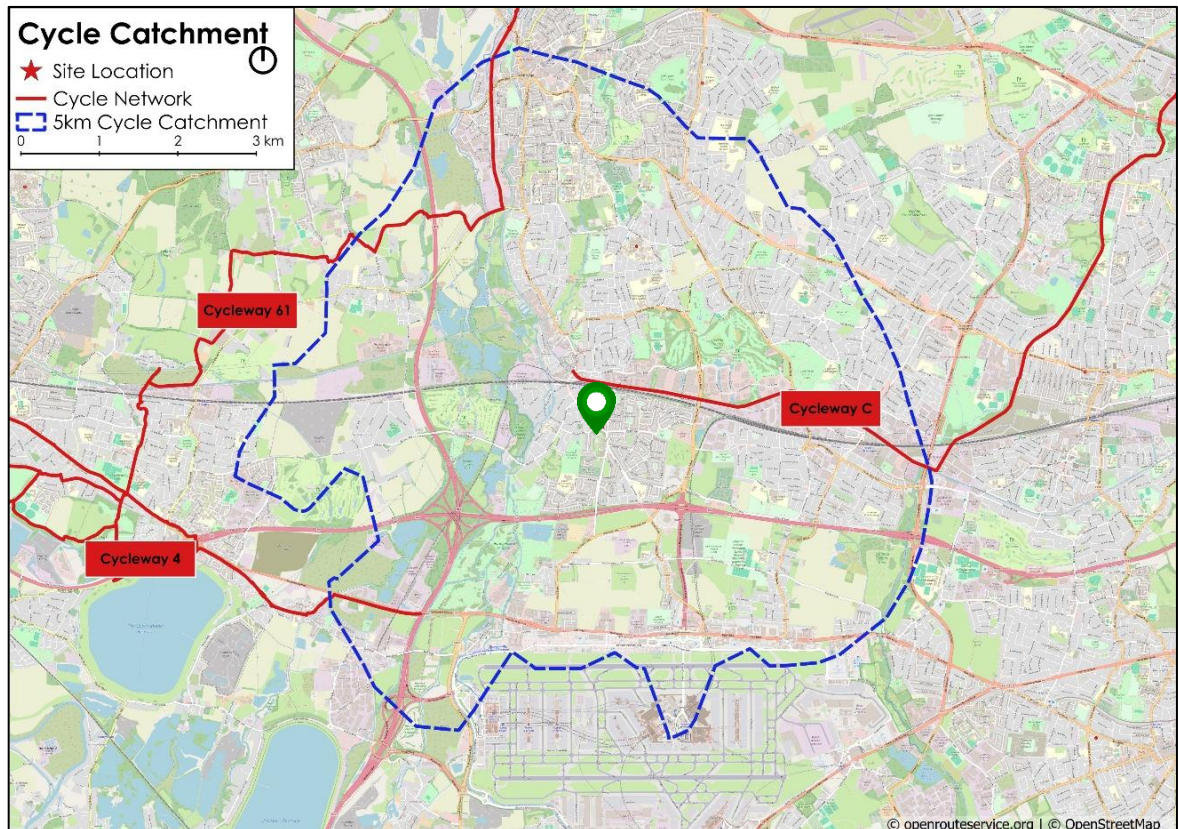 Cycle Catchment
Site Location
Cycle Network
5km Cycle Catchment
0 1 2 3 km
Cycleway 61
Cycleway C
Cycleway 4
© openrouteservice.org | © OpenStreetMap